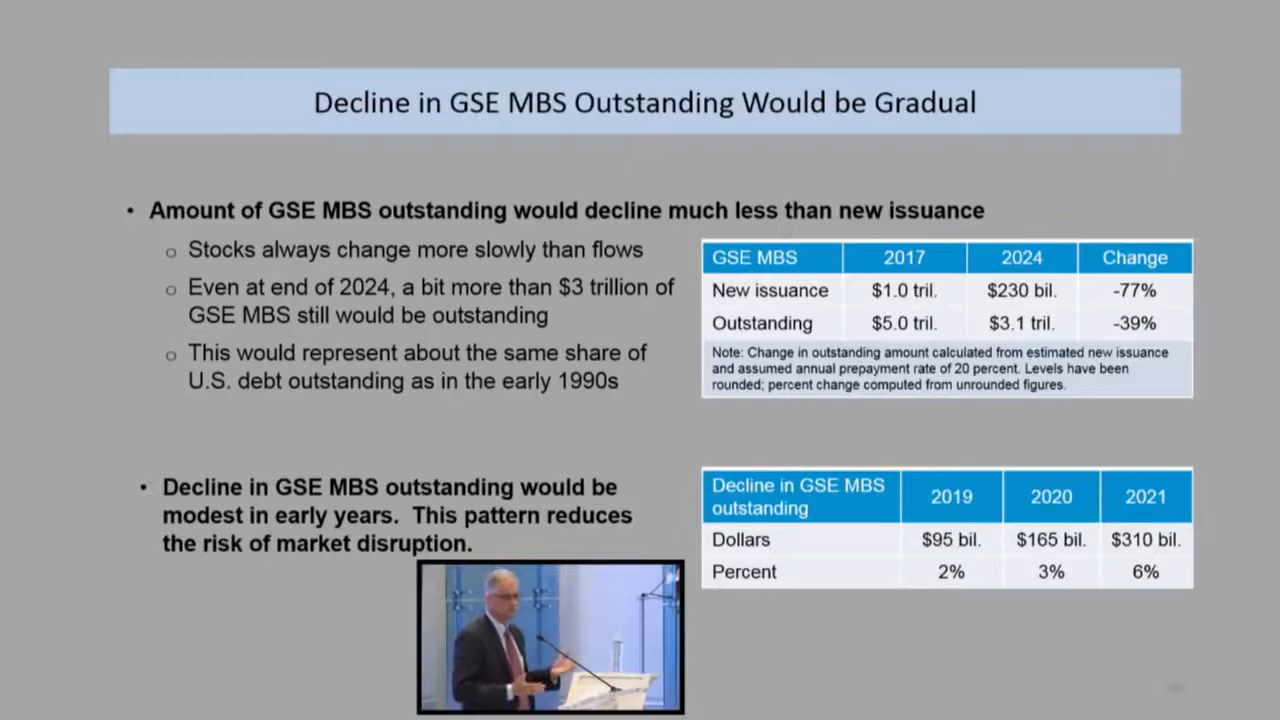 Decline in GSE MBS Outstanding Would be Gradual
• Amount of GSE MBS outstanding would decline much less than new issuance
o Stocks always change more slowly than flows
o Even at end of 2024, a bit more than $3 trillion of
GSE MBS still would be outstanding
o This would represent about the same share of
U.S. debt outstanding as in the early 1990s
GSE MBS 2017 2024 Change
New issuance $1.0 tril. $230 bil. -77%
Outstanding $5.0 tril. $3.1 tril. -39%
Note: Change in outstanding amount calculated from estimated new issuance
and assumed annual prepayment rate of 20 percent. Levels have been
rounded; percent change computed from unrounded figures.
• Decline in GSE MBS outstanding would be
modest in early years. This pattern reduces
the risk of market disruption.
Decline in GSE MBS
outstanding 2019 2020 2021
Dollars $95 bil. $165 bil. $310 bil.
Percent 2% 3% 6%